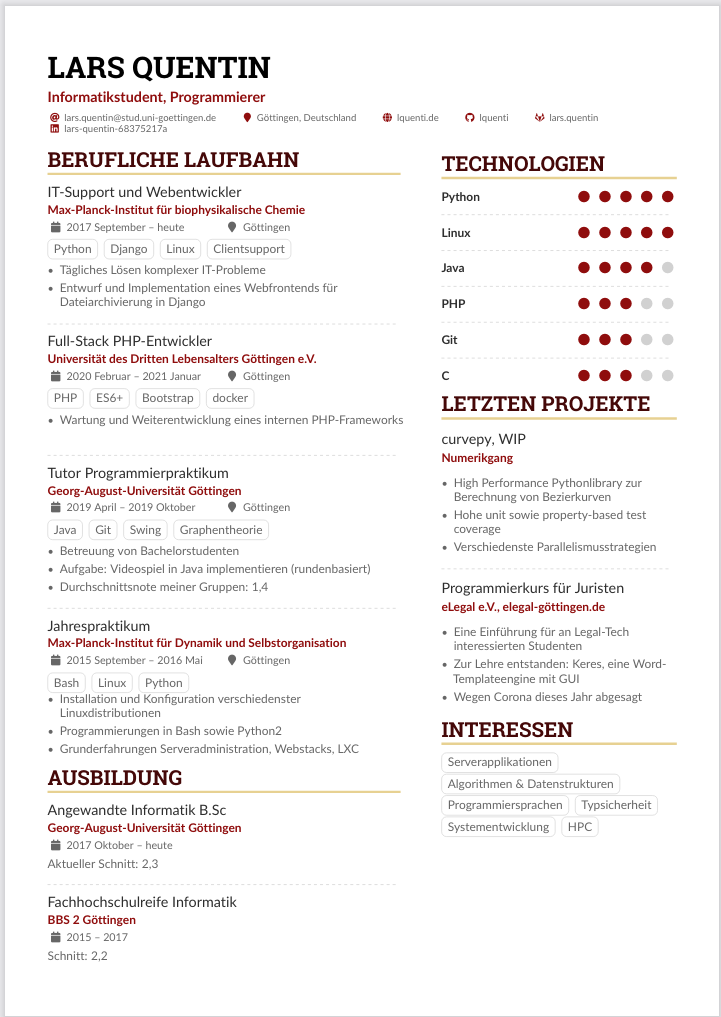 LARS QUENTIN
Informatikstudent, Programmierer
lars.quentin@stud.uni-goettingen.de Göttingen, Deutschland lquenti.de lquenti lars.quentin
lars-quentin-68375217a
BERUFLICHE LAUFBAHN
IT-Support und Webentwickler
Max-Planck-Institut für biophysikalische Chemie
2017 September – heute Göttingen
Python Django Linux Clientsupport
• Tägliches Lösen komplexer IT-Probleme
• Entwurf und Implementation eines Webfrontends für
Dateiarchivierung in Django
Full-Stack PHP-Entwickler
Universität des Dritten Lebensalters Göttingen e.V.
2020 Februar – 2021 Januar Göttingen
PHP ES6+ Bootstrap docker
• Wartung und Weiterentwicklung eines internen PHP-Frameworks
Tutor Programmierpraktikum
Georg-August-Universität Göttingen
2019 April – 2019 Oktober Göttingen
Java Git Swing Graphentheorie
• Betreuung von Bachelorstudenten
• Aufgabe: Videospiel in Java implementieren (rundenbasiert)
• Durchschnittsnote meiner Gruppen: 1,4
Jahrespraktikum
Max-Planck-Institut für Dynamik und Selbstorganisation
2015 September – 2016 Mai Göttingen
Bash Linux Python
• Installation und Konfiguration verschiedenster
Linuxdistributionen
• Programmierungen in Bash sowie Python2
• Grunderfahrungen Serveradministration, Webstacks, LXC
AUSBILDUNG
Angewandte Informatik B.Sc
Georg-August-Universität Göttingen
2017 Oktober – heute
Aktueller Schnitt: 2,3
Fachhochschulreife Informatik
BBS 2 Göttingen
2015 – 2017
Schnitt: 2,2
TECHNOLOGIEN
Python
Linux
Java
PHP
Git
C
LETZTEN PROJEKTE
curvepy, WIP
Numerikgang
• High Performance Pythonlibrary zur
Berechnung von Bezierkurven
• Hohe unit sowie property-based test
coverage
• Verschiedenste Parallelismusstrategien
Programmierkurs für Juristen
eLegal e.V., elegal-göttingen.de
• Eine Einführung für an Legal-Tech
interessierten Studenten
• Zur Lehre entstanden: Keres, eine Word-
Templateengine mit GUI
• Wegen Corona dieses Jahr abgesagt
INTERESSEN
Serverapplikationen
Algorithmen & Datenstrukturen
Programmiersprachen Typsicherheit
Systementwicklung HPC